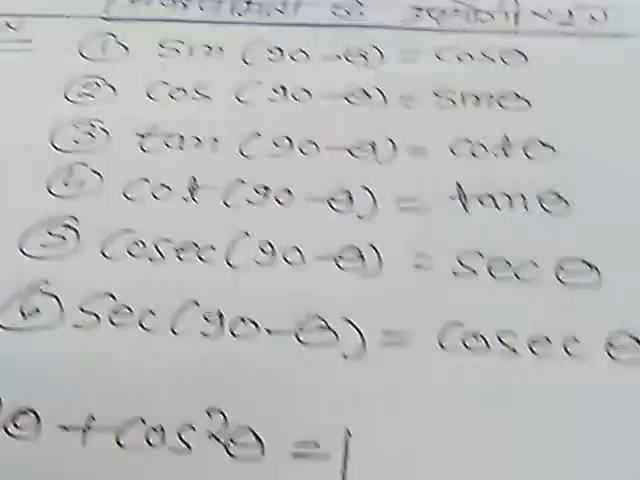 ① sin (90-θ) = cosθ
② cos (90-θ) = sinθ
③ tan (90-θ) = cotθ
④ cot (90-θ) = tanθ
⑤ cosec (90-θ) = sec θ
⑥ sec (90-θ) = cosec θ
θ + cos²θ = 1